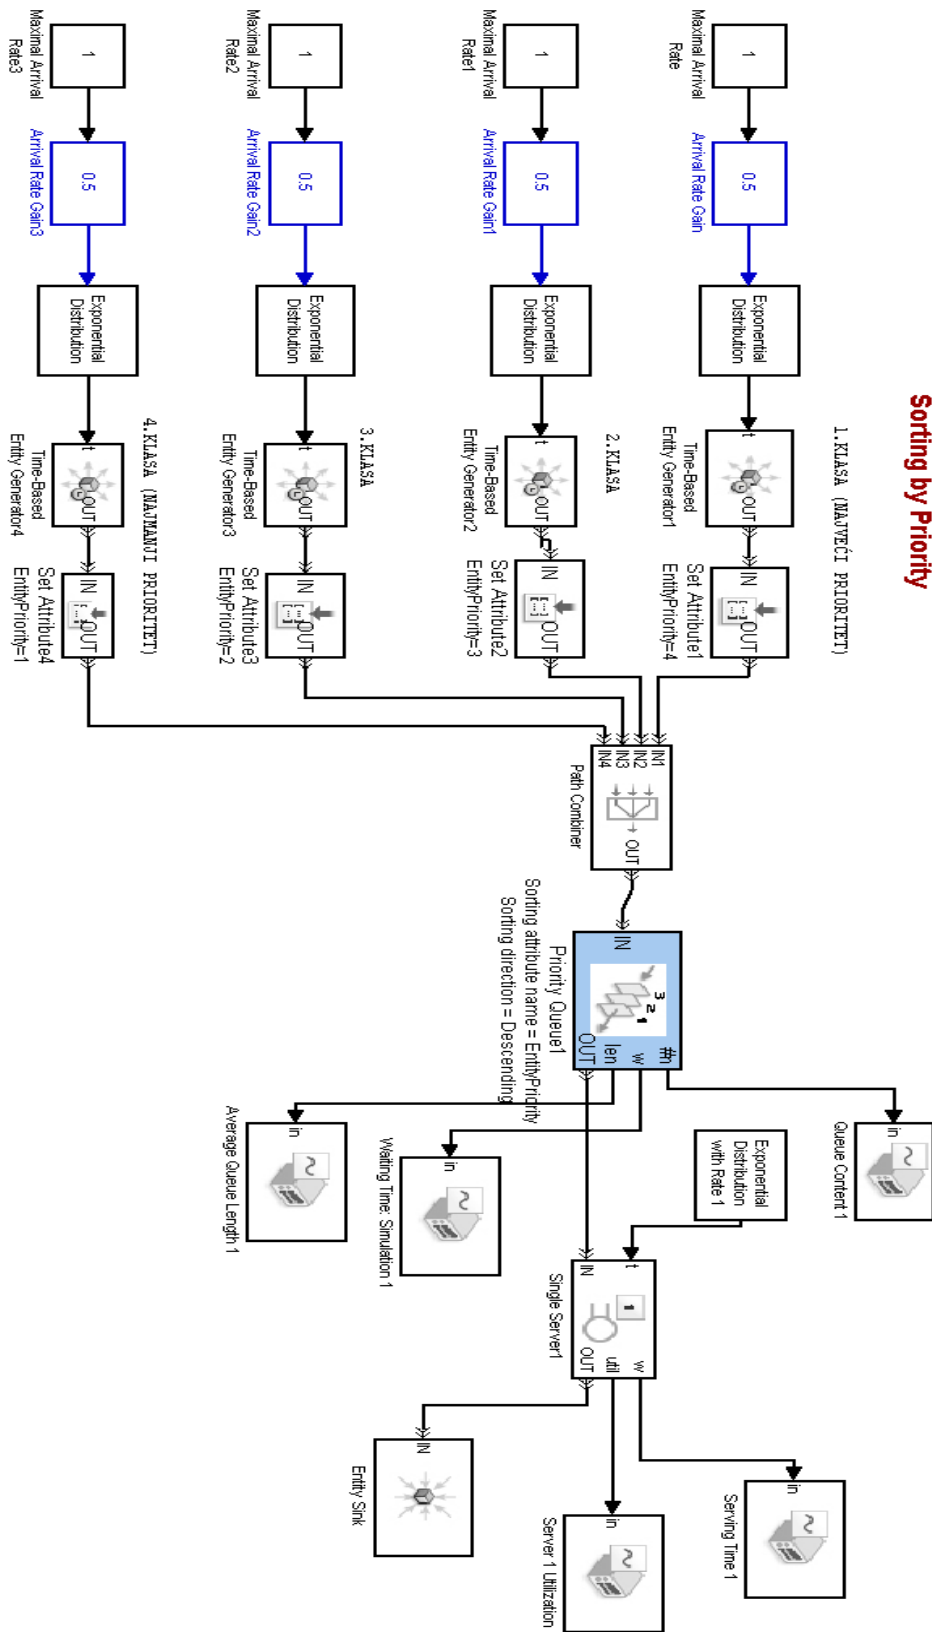 Sorting by Priority
1.KLASA (NAJVEĆI PRIORITET)
1
Maximal Arrival
Rate
0.5
Arrival Rate Gain
Exponential
Distribution
t
OUT
Time-Based
Entity Generator1
IN
OUT
Set Attribute1
EntityPriority=4
2.KLASA
1
Maximal Arrival
Rate1
0.5
Arrival Rate Gain1
Exponential
Distribution
t
OUT
Time-Based
Entity Generator2
IN
OUT
Set Attribute2
EntityPriority=3
3.KLASA
1
Maximal Arrival
Rate2
0.5
Arrival Rate Gain2
Exponential
Distribution
t
OUT
Time-Based
Entity Generator3
IN
OUT
Set Attribute3
EntityPriority=2
4.KLASA (NAJMANJI PRIORITET)
1
Maximal Arrival
Rate3
0.5
Arrival Rate Gain3
Exponential
Distribution
t
OUT
Time-Based
Entity Generator4
IN
OUT
Set Attribute4
EntityPriority=1
IN1
IN2
IN3
IN4
OUT
Path Combiner
IN
3 2 1
#n
w
len
OUT
Priority Queue1
Sorting attribute name = EntityPriority
Sorting direction = Descending
in
Queue Content 1
Exponential
Distribution
with Rate 1
in
Waiting Time: Simulation 1
in
Average Queue Length 1
t
IN
1
w
util
OUT
Single Server1
in
Serving Time 1
in
Server 1 Utilization
IN
Entity Sink